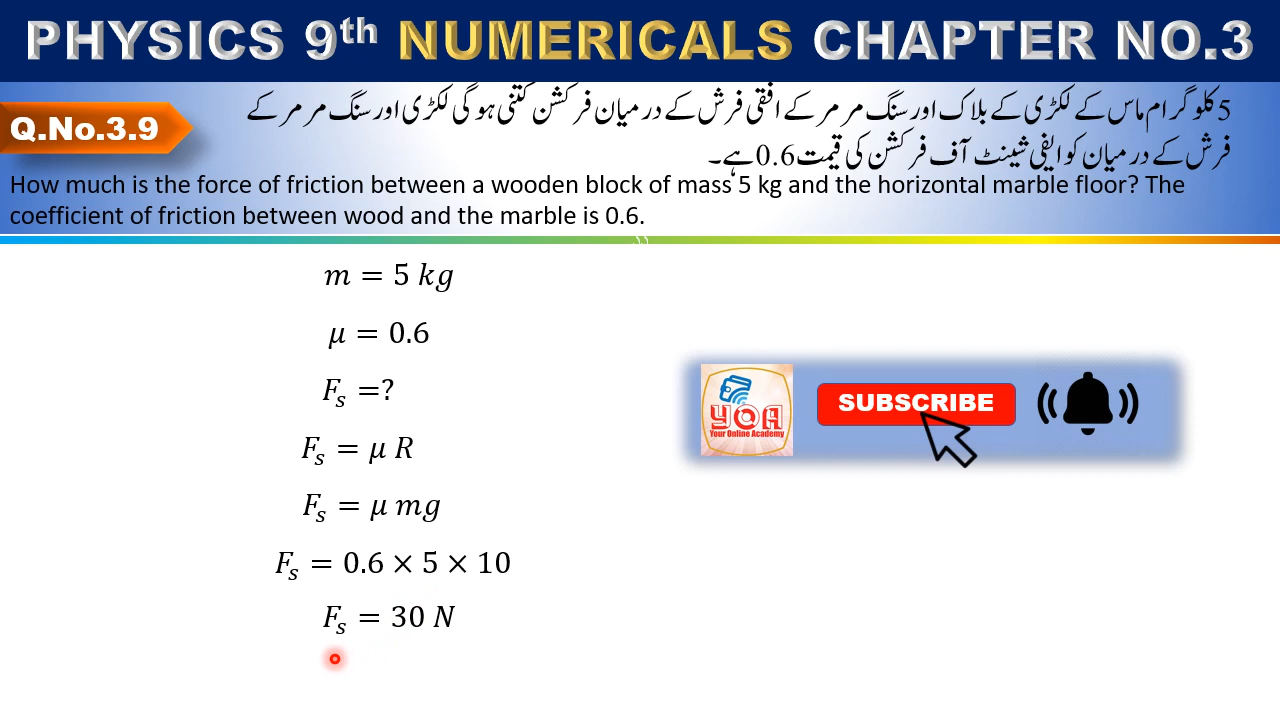 PHYSICS 9th NUMERICALS CHAPTER NO.3
Q.No.3.9
5 کلو گرام ماس کے لکڑی کے بلاک اور سنگ مرمر کے افقی فرش کے درمیان فرکشن کتنی ہو گی لکڑی اور سنگ مرمر کے
فرش کے درمیان کو ایفی شینٹ آف فرکشن کی قیمت 0.6 ہے۔
How much is the force of friction between a wooden block of mass 5 kg and the horizontal marble floor? The
coefficient of friction between wood and the marble is 0.6.
m = 5 kg
μ = 0.6
Fₛ =?
Fₛ = μ R
Fₛ = μ mg
Fₛ = 0.6 × 5 × 10
Fₛ = 30 N
YOA
Your Online Academy
SUBSCRIBE